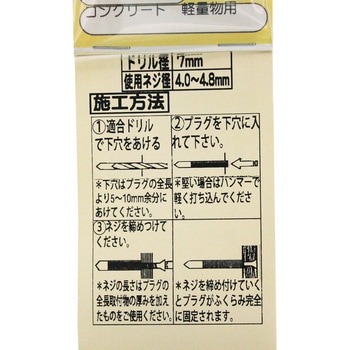 コンクリート 軽量物用
ドリル径 7mm
使用ネジ径 4.0～4.8mm
施工方法
①適合ドリル
で下穴をあける
＊下穴はプラグの全長
より5～10mm余分に
あけてください。
②プラグを下穴に入
れて下さい。
＊堅い場合はハンマーで
軽く打ち込んでくださ
い。
③ネジを締めつけて
ください。
＊ネジの長さはプラグの
全長取付物の厚みを加え
たものをご使用ください。
＊ネジを締め付けていく
とプラグがふくらみ完全
に固定されます。